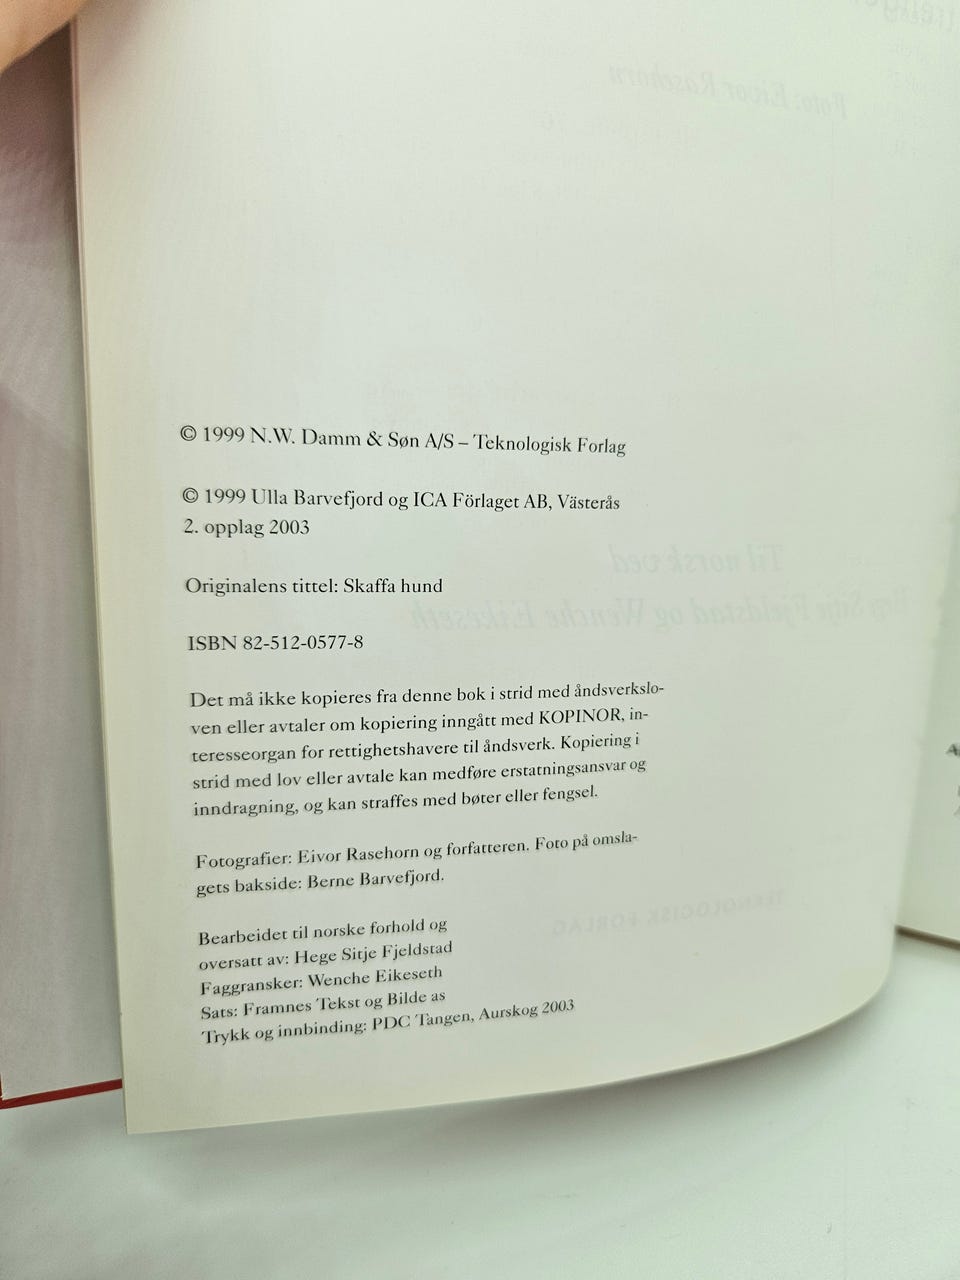 © 1999 N.W. Damm & Søn A/S – Teknologisk Forlag
© 1999 Ulla Barvefjord og ICA Förlaget AB, Västerås
2. opplag 2003
Originalens tittel: Skaffa hund
ISBN 82-512-0577-8
Det må ikke kopieres fra denne bok i strid med åndsverkslo-
ven eller avtaler om kopiering inngått med KOPINOR, in-
teresseorgan for rettighetshavere til åndsverk. Kopiering i
strid med lov eller avtale kan medføre erstatningsansvar og
inndragning, og kan straffes med bøter eller fengsel.
Fotografier: Eivor Rasehorn og forfatteren. Foto på omsla-
gets bakside: Berne Barvefjord.
Bearbeidet til norske forhold og
oversatt av: Hege Sitje Fjeldstad
Faggransker: Wenche Eikeseth
Sats: Framnes Tekst og Bilde as
Trykk og innbinding: PDC Tangen, Aurskog 2003